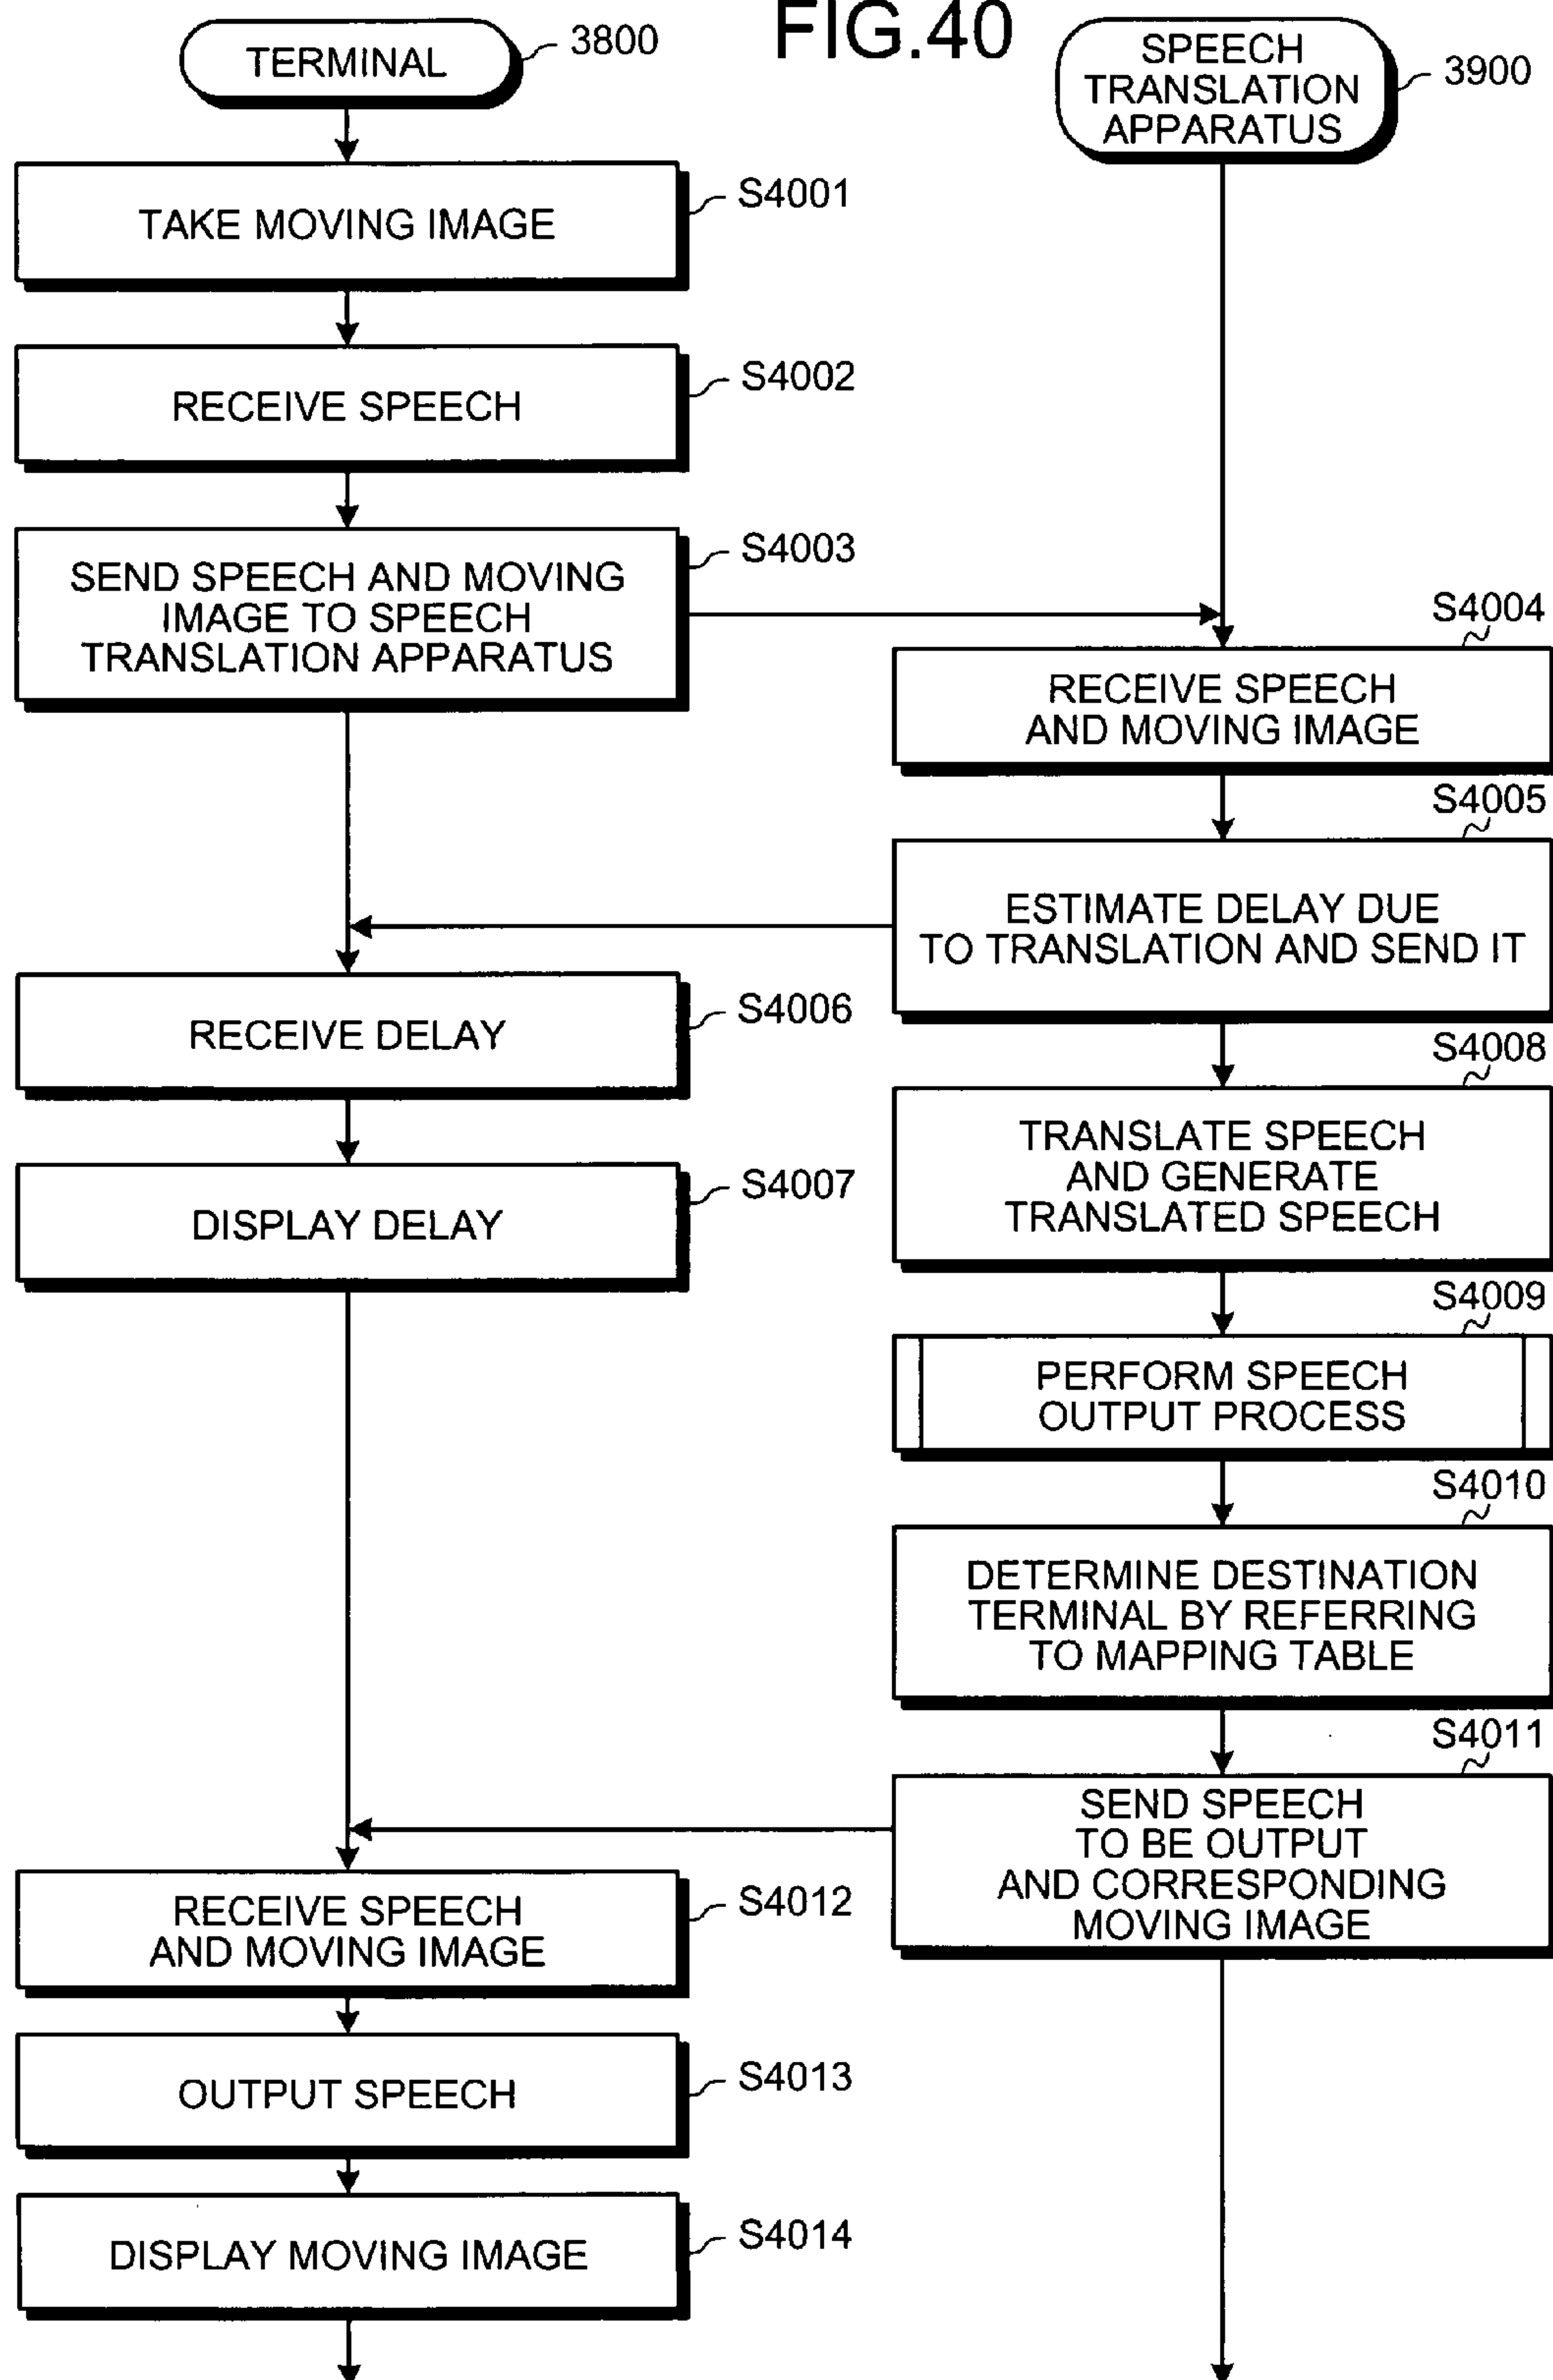 FIG.40
TERMINAL
3800
SPEECH
TRANSLATION
APPARATUS
3900
TAKE MOVING IMAGE
S4001
RECEIVE SPEECH
S4002
SEND SPEECH AND MOVING
IMAGE TO SPEECH
TRANSLATION APPARATUS
S4003
S4004
RECEIVE SPEECH
AND MOVING IMAGE
S4005
ESTIMATE DELAY DUE
TO TRANSLATION AND SEND IT
RECEIVE DELAY
S4006
DISPLAY DELAY
S4007
S4008
TRANSLATE SPEECH
AND GENERATE
TRANSLATED SPEECH
S4009
PERFORM SPEECH
OUTPUT PROCESS
S4010
DETERMINE DESTINATION
TERMINAL BY REFERRING
TO MAPPING TABLE
S4011
SEND SPEECH
TO BE OUTPUT
AND CORRESPONDING
MOVING IMAGE
RECEIVE SPEECH
AND MOVING IMAGE
S4012
OUTPUT SPEECH
S4013
DISPLAY MOVING IMAGE
S4014